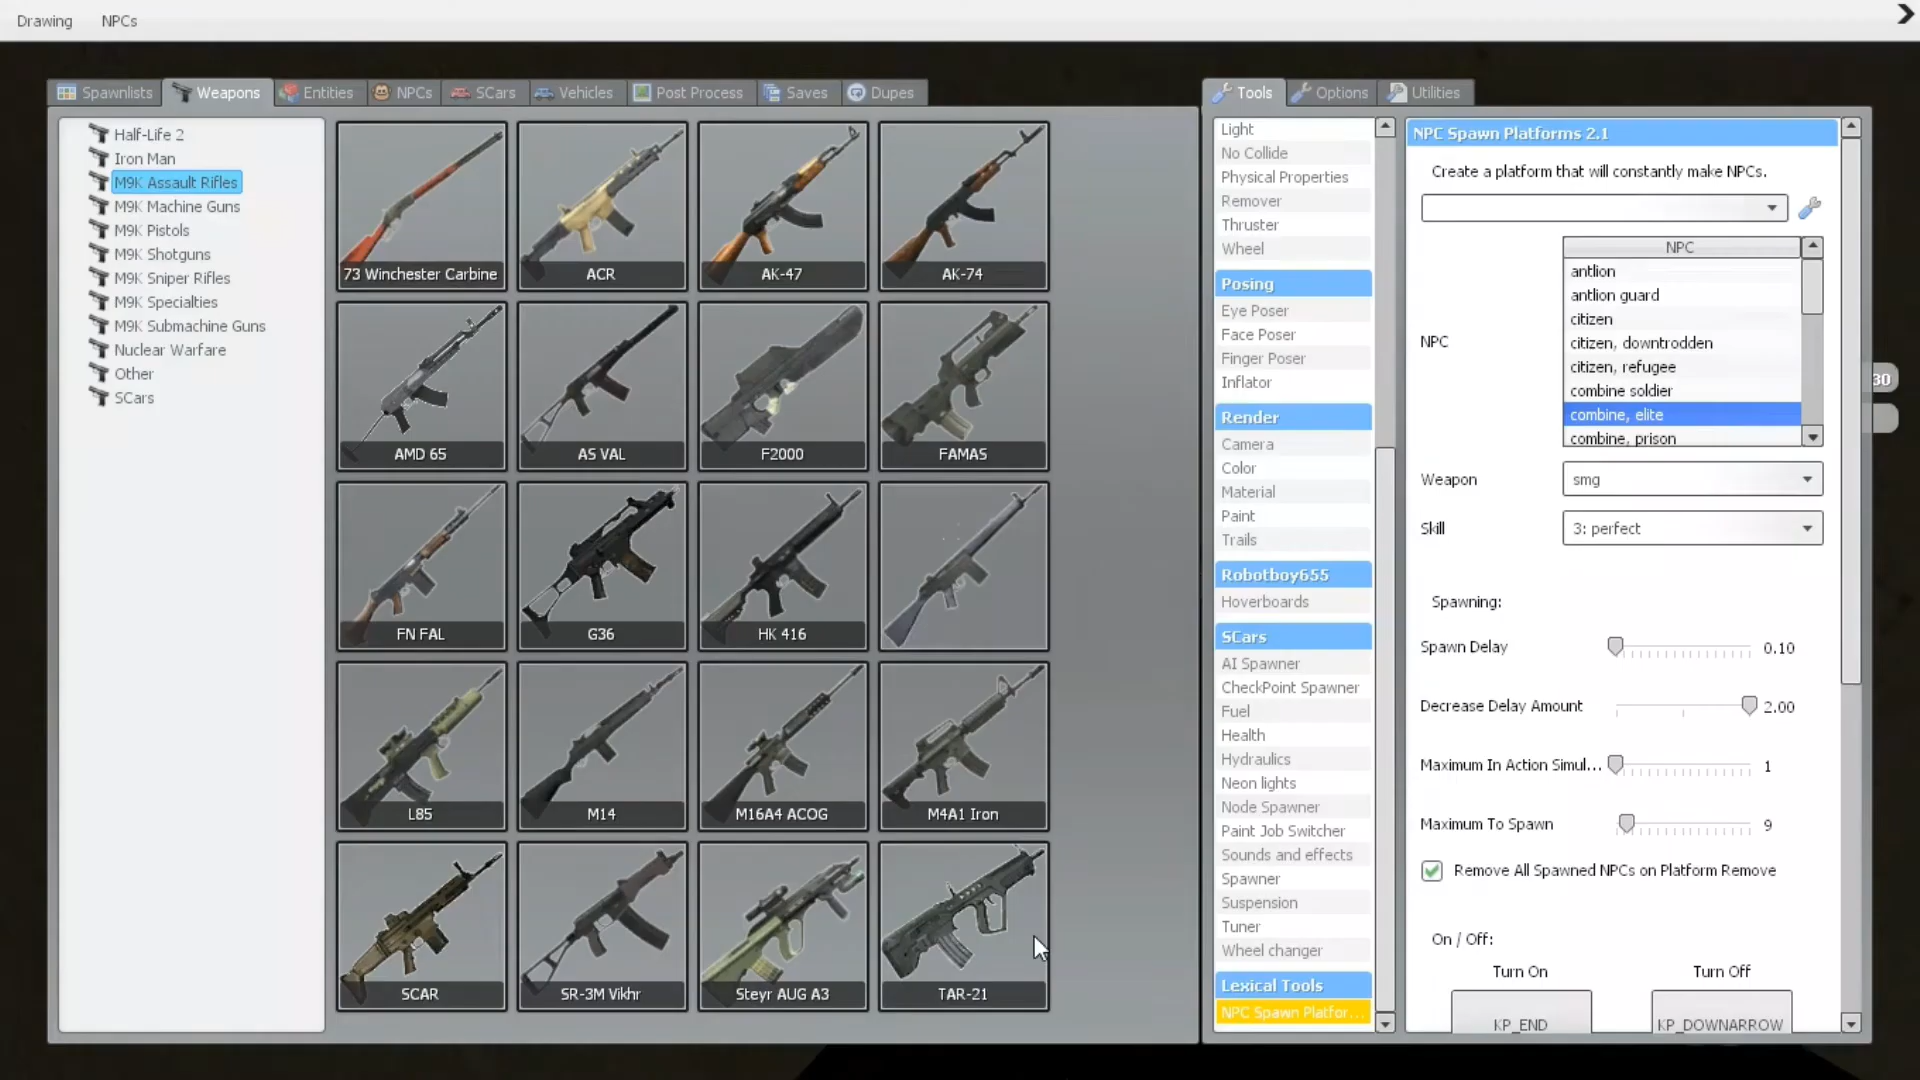 Drawing NPCs
Spawnlists Weapons Entities NPCs SCars Vehicles Post Process Saves Dupes
Half-Life 2
Iron Man
M9K Assault Rifles
M9K Machine Guns
M9K Pistols
M9K Shotguns
M9K Sniper Rifles
M9K Specialties
M9K Submachine Guns
Nuclear Warfare
Other
SCars
73 Winchester Carbine ACR AK-47 AK-74
AMD 65 AS VAL F2000 FAMAS
FN FAL G36 HK 416
L85 M14 M16A4 ACOG M4A1 Iron
SCAR SR-3M Vikhr Steyr AUG A3 TAR-21
Tools Options Utilities
Light
No Collide
Physical Properties
Remover
Thruster
Wheel
Posing
Eye Poser
Face Poser
Finger Poser
Inflator
Render
Camera
Color
Material
Paint
Trails
Robotboy655
Hoverboards
SCars
AI Spawner
CheckPoint Spawner
Fuel
Health
Hydraulics
Neon lights
Node Spawner
Paint Job Switcher
Sounds and effects
Spawner
Suspension
Tuner
Wheel changer
Lexical Tools
NPC Spawn Platfor...
NPC Spawn Platforms 2.1
Create a platform that will constantly make NPCs.
NPC
NPC
antlion
antlion guard
citizen
citizen, downtrodden
citizen, refugee
combine soldier
combine, elite
combine, prison
Weapon smg
Skill 3: perfect
Spawning:
Spawn Delay 0.10
Decrease Delay Amount 2.00
Maximum In Action Simul... 1
Maximum To Spawn 9
Remove All Spawned NPCs on Platform Remove
On / Off:
Turn On Turn Off
KP_END KP_DOWNARROW
30